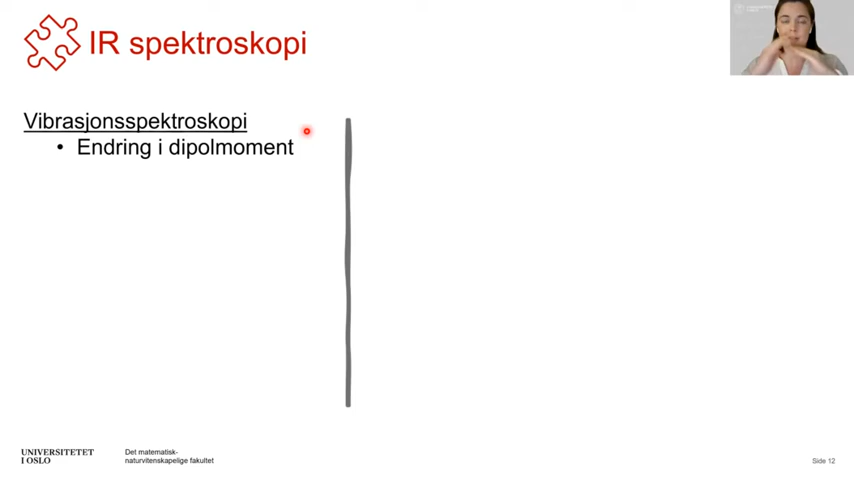 IR spektroskopi
Vibrasjonsspektroskopi
• Endring i dipolmoment
UNIVERSITETET
I OSLO
Det matematisk-
naturvitenskapelige fakultet
Side 12